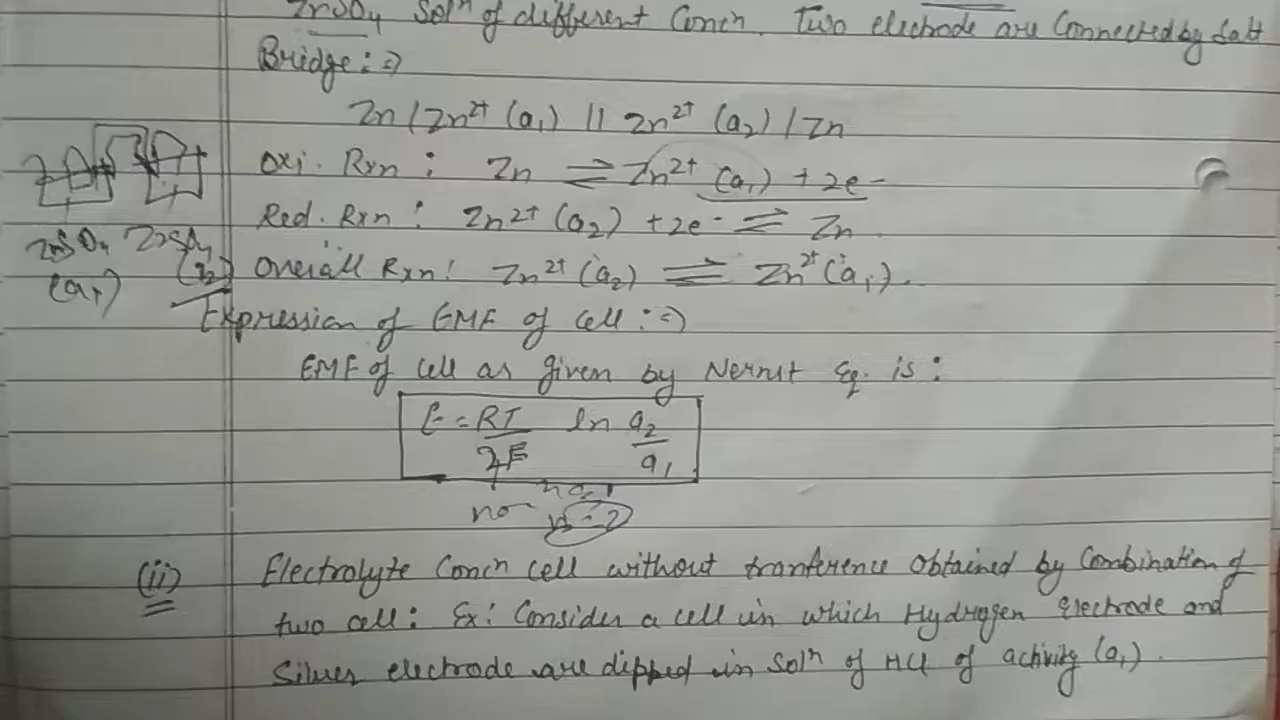 ZnSO4 Solⁿ of different Concn. Two electrode are Connected by Salt
Bridge :⇒
Zn / Zn²⁺ (a₁) || Zn²⁺ (a₂) / Zn
Oxi. Rxn : Zn ⇌ Zn²⁺ (a₁) + 2e⁻
Red. Rxn : Zn²⁺ (a₂) + 2e⁻ ⇌ Zn
ZnSO₄ ZnSO₄
(a₁) (a₂)
Overall Rxn : Zn²⁺ (a₂) ⇌ Zn²⁺ (a₁).
Expression of EMF of Cell :⇒
EMF of Cell as given by Nernst Eq. is :
E = RT/2F ln a₂/a₁
n = 2
(ii) Electrolyte Concn cell without tranference Obtained by Combination of
two cell : Ex : Consider a cell in which Hydrogen Electrode and
Silver electrode are dipped in Solⁿ of HCl of activity (a₁).